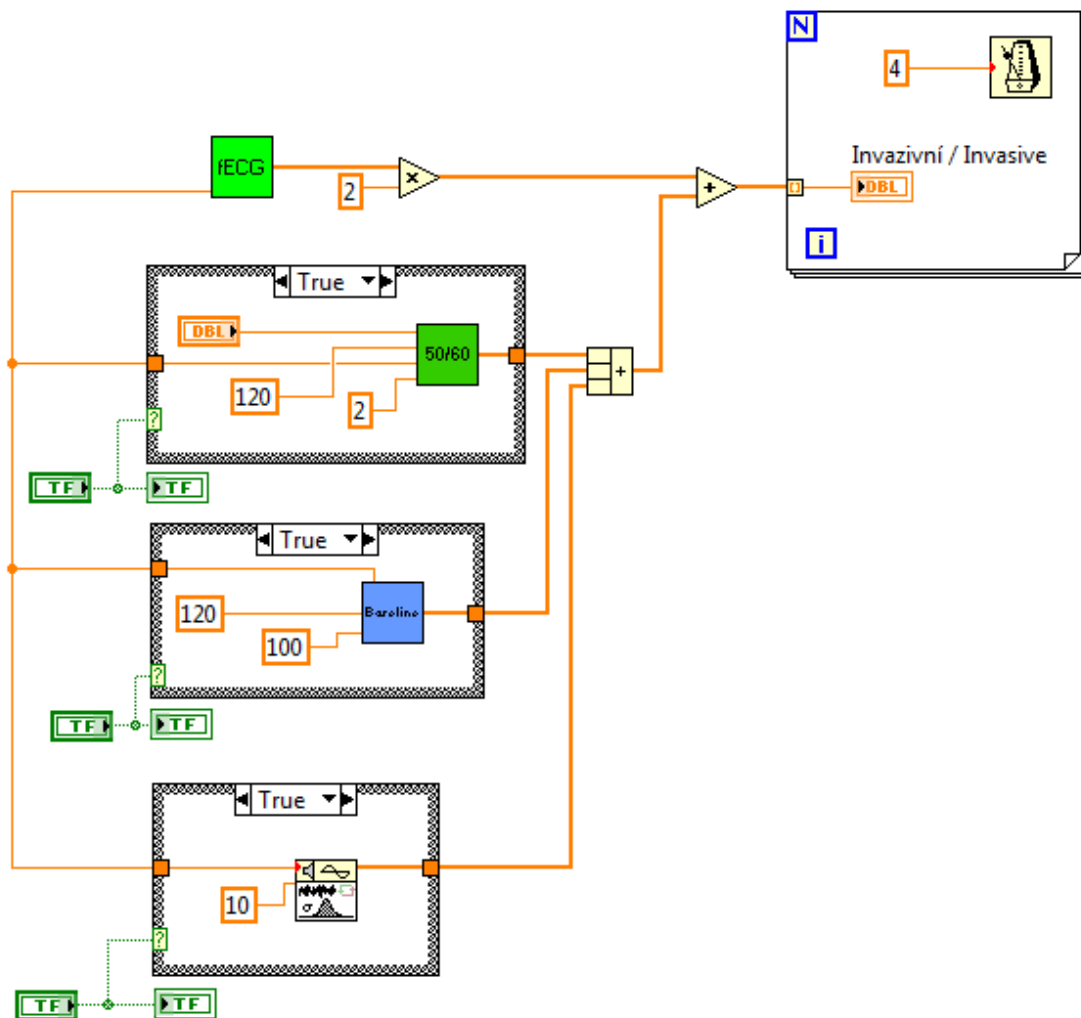 N
4
fECG
×
2
+
Invazivní / Invasive
DBL
i
True
DBL
50/60
120
2
+
?
TF
TF
True
120
Bareline
100
?
TF
TF
True
10
σ
?
TF
TF